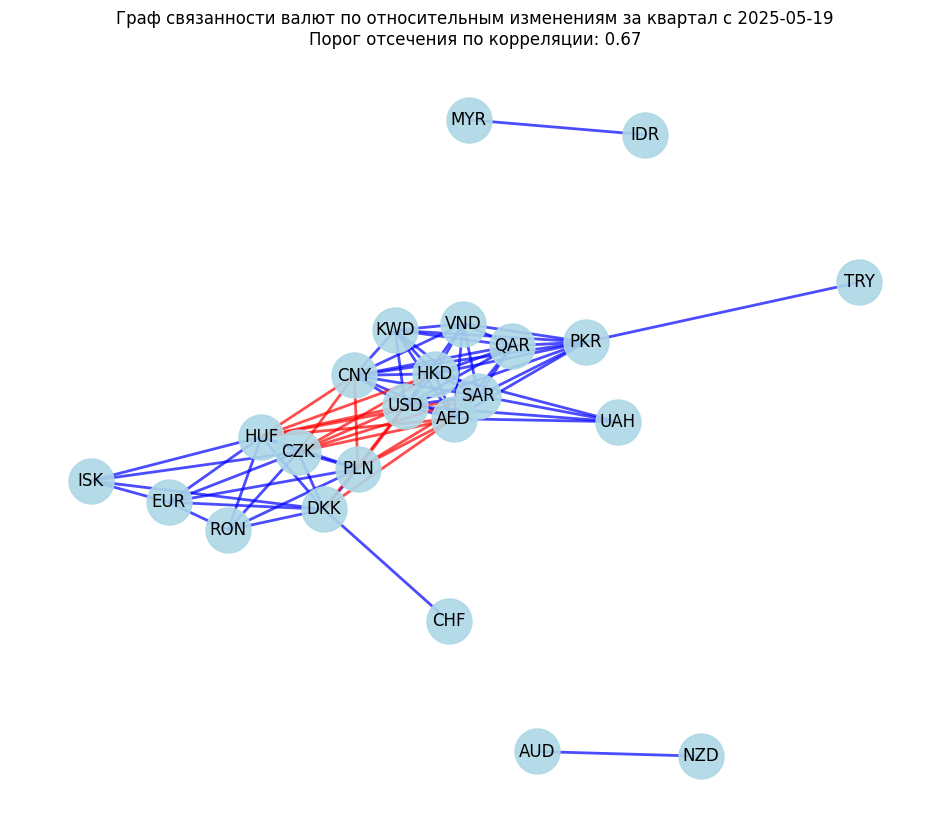 Граф связанности валют по относительным изменениям за квартал с 2025-05-19
Порог отсечения по корреляции: 0.67
MYR
IDR
TRY
KWD
VND
QAR
PKR
CNY
HKD
SAR
USD
AED
UAH
HUF
CZK
PLN
ISK
EUR
DKK
RON
CHF
AUD
NZD